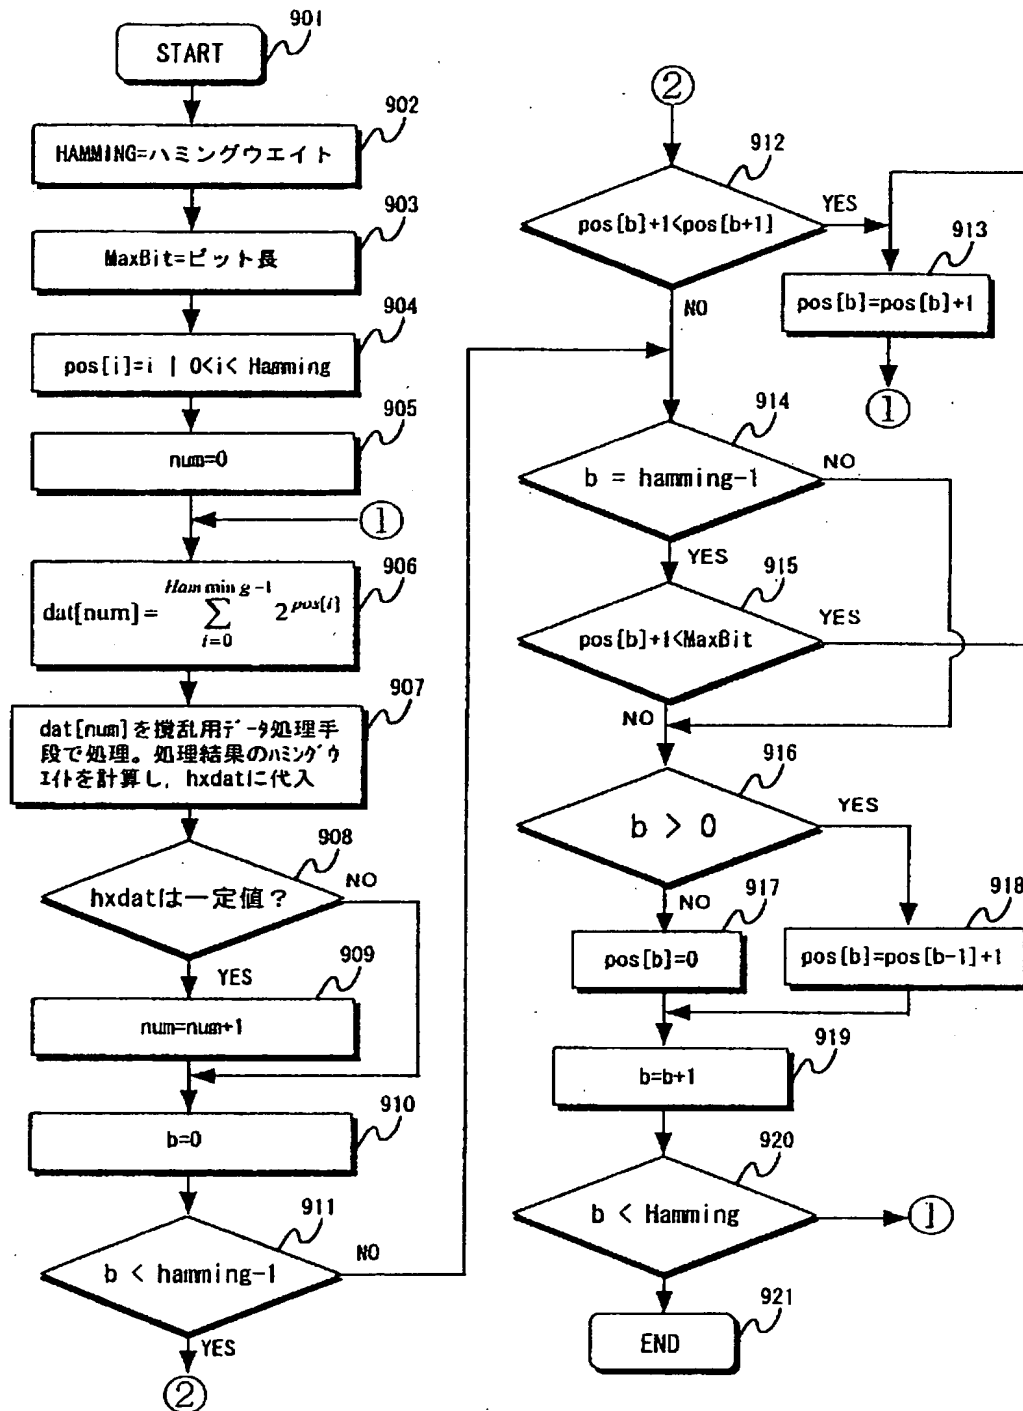 901
START
902
HAMMING=ハミングウエイト
903
MaxBit=ビット長
904
pos[i]=i | 0<i< Hamming
905
num=0
①
906
dat[num]= Hamming-1 ∑ i=0 2^pos[i]
907
dat[num]を撹乱用データ処理手
段で処理。処理結果のハミングウ
エイトを計算し、hxdatに代入
908
hxdatは一定値？
NO
YES
909
num=num+1
910
b=0
911
b < hamming-1
NO
YES
②
②
912
pos[b]+1<pos[b+1]
YES
NO
913
pos[b]=pos[b]+1
①
914
b = hamming-1
NO
YES
915
pos[b]+1<MaxBit
YES
NO
916
b > 0
YES
NO
917
pos[b]=0
918
pos[b]=pos[b-1]+1
919
b=b+1
920
b < Hamming
①
921
END